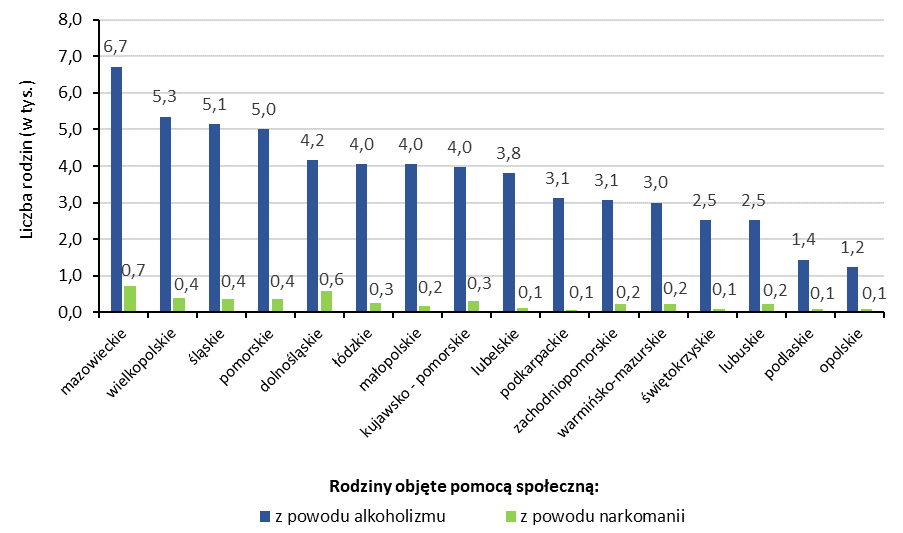 Liczba rodzin (w tys.)
8,0
7,0
6,0
5,0
4,0
3,0
2,0
1,0
0,0
6,7
5,3
5,1
5,0
4,2
4,0
4,0
4,0
3,8
3,1
3,1
3,0
2,5
2,5
1,4
1,2
0,7
0,4
0,4
0,4
0,6
0,3
0,2
0,3
0,1
0,1
0,2
0,2
0,1
0,2
0,1
0,1
mazowieckie
wielkopolskie
śląskie
pomorskie
dolnośląskie
łódzkie
małopolskie
kujawsko - pomorskie
lubelskie
podkarpackie
zachodniopomorskie
warmińsko-mazurskie
świętokrzyskie
lubuskie
podlaskie
opolskie
Rodziny objęte pomocą społeczną:
z powodu alkoholizmu
z powodu narkomanii